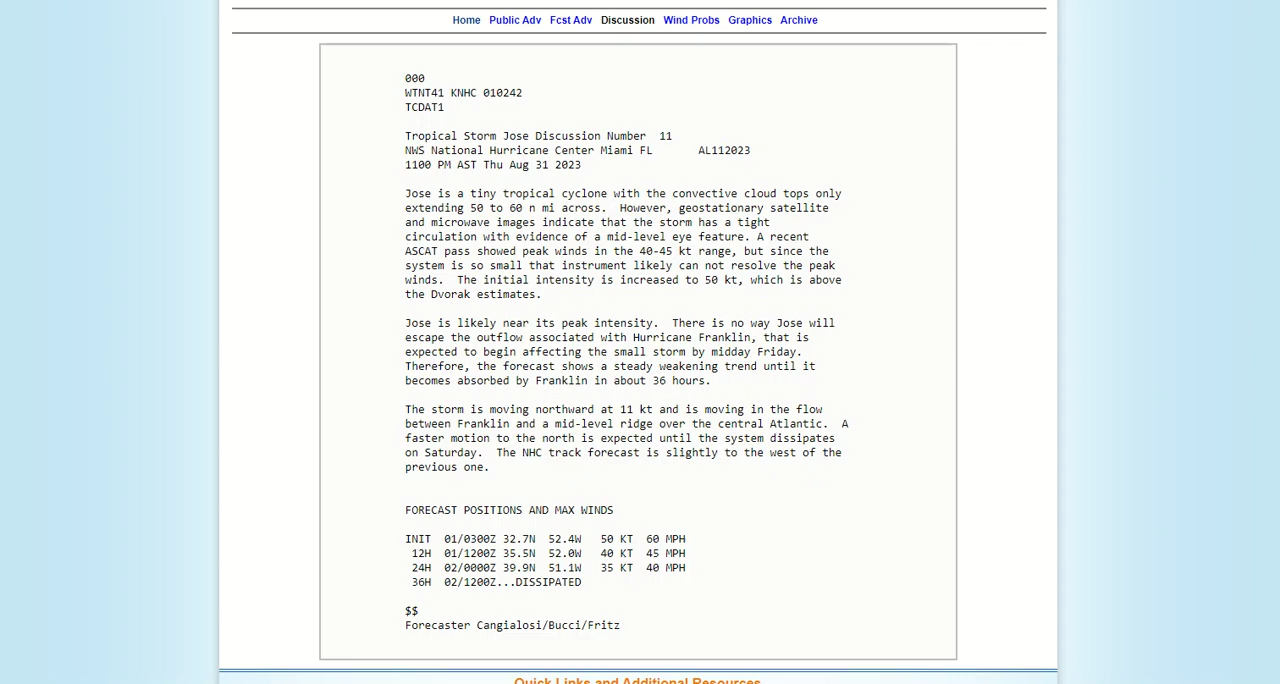 Home Public Adv Fcst Adv Discussion Wind Probs Graphics Archive
000
WTNT41 KNHC 010242
TCDAT1
Tropical Storm Jose Discussion Number  11
NWS National Hurricane Center Miami FL       AL112023
1100 PM AST Thu Aug 31 2023
Jose is a tiny tropical cyclone with the convective cloud tops only
extending 50 to 60 n mi across.  However, geostationary satellite
and microwave images indicate that the storm has a tight
circulation with evidence of a mid-level eye feature. A recent
ASCAT pass showed peak winds in the 40-45 kt range, but since the
system is so small that instrument likely can not resolve the peak
winds.  The initial intensity is increased to 50 kt, which is above
the Dvorak estimates.
Jose is likely near its peak intensity.  There is no way Jose will
escape the outflow associated with Hurricane Franklin, that is
expected to begin affecting the small storm by midday Friday.
Therefore, the forecast shows a steady weakening trend until it
becomes absorbed by Franklin in about 36 hours.
The storm is moving northward at 11 kt and is moving in the flow
between Franklin and a mid-level ridge over the central Atlantic.  A
faster motion to the north is expected until the system dissipates
on Saturday.  The NHC track forecast is slightly to the west of the
previous one.
FORECAST POSITIONS AND MAX WINDS
INIT  01/0300Z 32.7N  52.4W   50 KT  60 MPH
 12H  01/1200Z 35.5N  52.0W   40 KT  45 MPH
 24H  02/0000Z 39.9N  51.1W   35 KT  40 MPH
 36H  02/1200Z...DISSIPATED
$$
Forecaster Cangialosi/Bucci/Fritz
Quick Links and Additional Resources